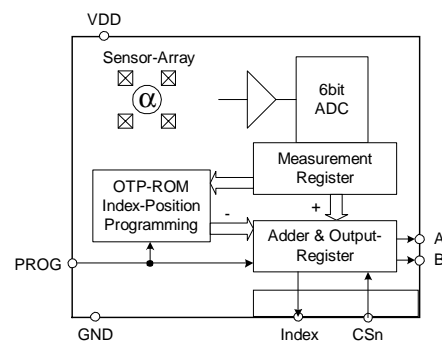 VDD
Sensor-Array
α
6bit
ADC
Measurement
Register
OTP-ROM
Index-Position
Programming
-
+
Adder & Output-
Register
A
B
PROG
GND
Index
CSn